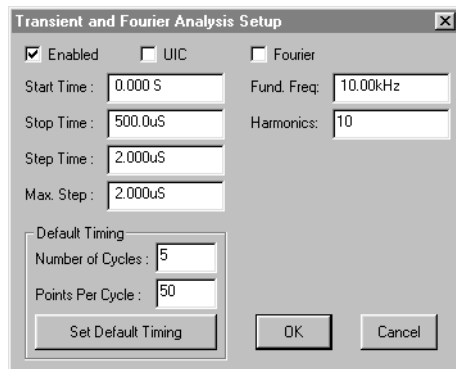 Transient and Fourier Analysis Setup
Enabled
UIC
Fourier
Start Time :
0.000 S
Fund. Freq:
10.00kHz
Stop Time :
500.0uS
Harmonics:
10
Step Time :
2.000uS
Max. Step :
2.000uS
Default Timing
Number of Cycles :
5
Points Per Cycle :
50
Set Default Timing
OK
Cancel